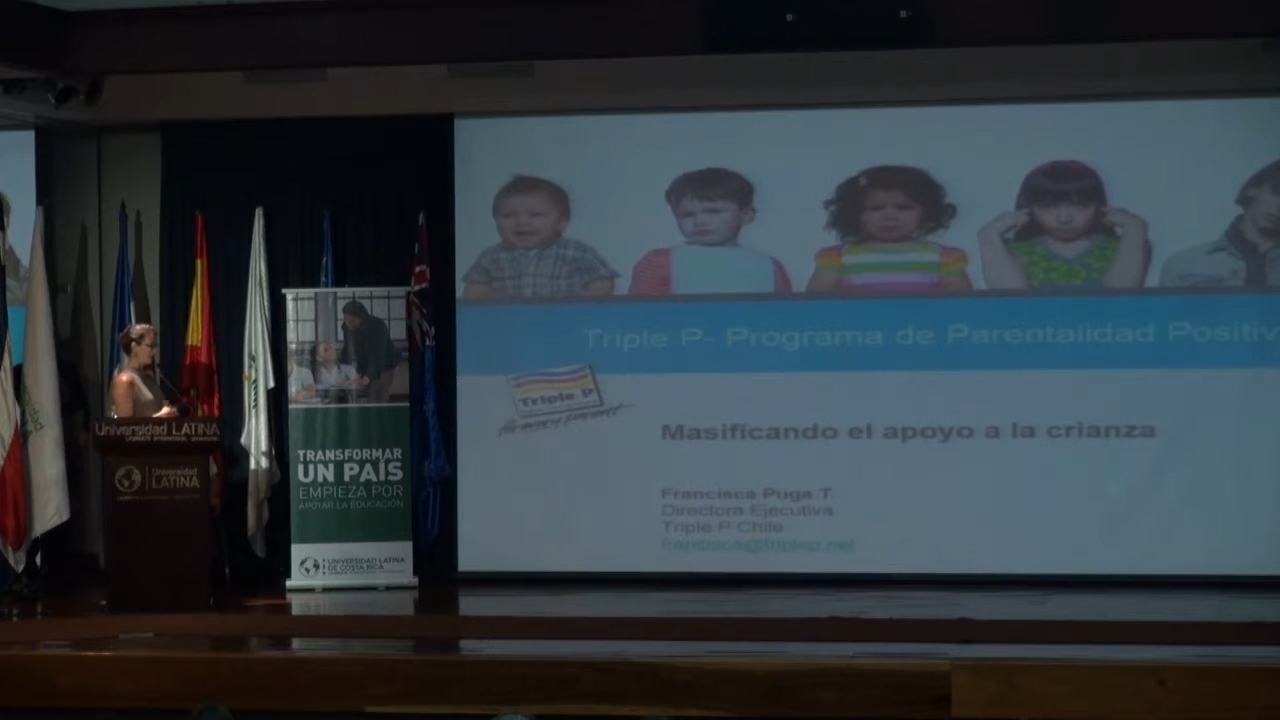 Universidad LATINA
Universidad
LATINA
TRANSFORMAR
UN PAÍS
EMPIEZA POR
APOYAR LA EDUCACIÓN
UNIVERSIDAD LATINA
DE COSTA RICA
Triple P- Programa de Parentalidad Positiv
Triple P
Masificando el apoyo a la crianza
Francisca Puga T.
Directora Ejecutiva
Triple P Chile